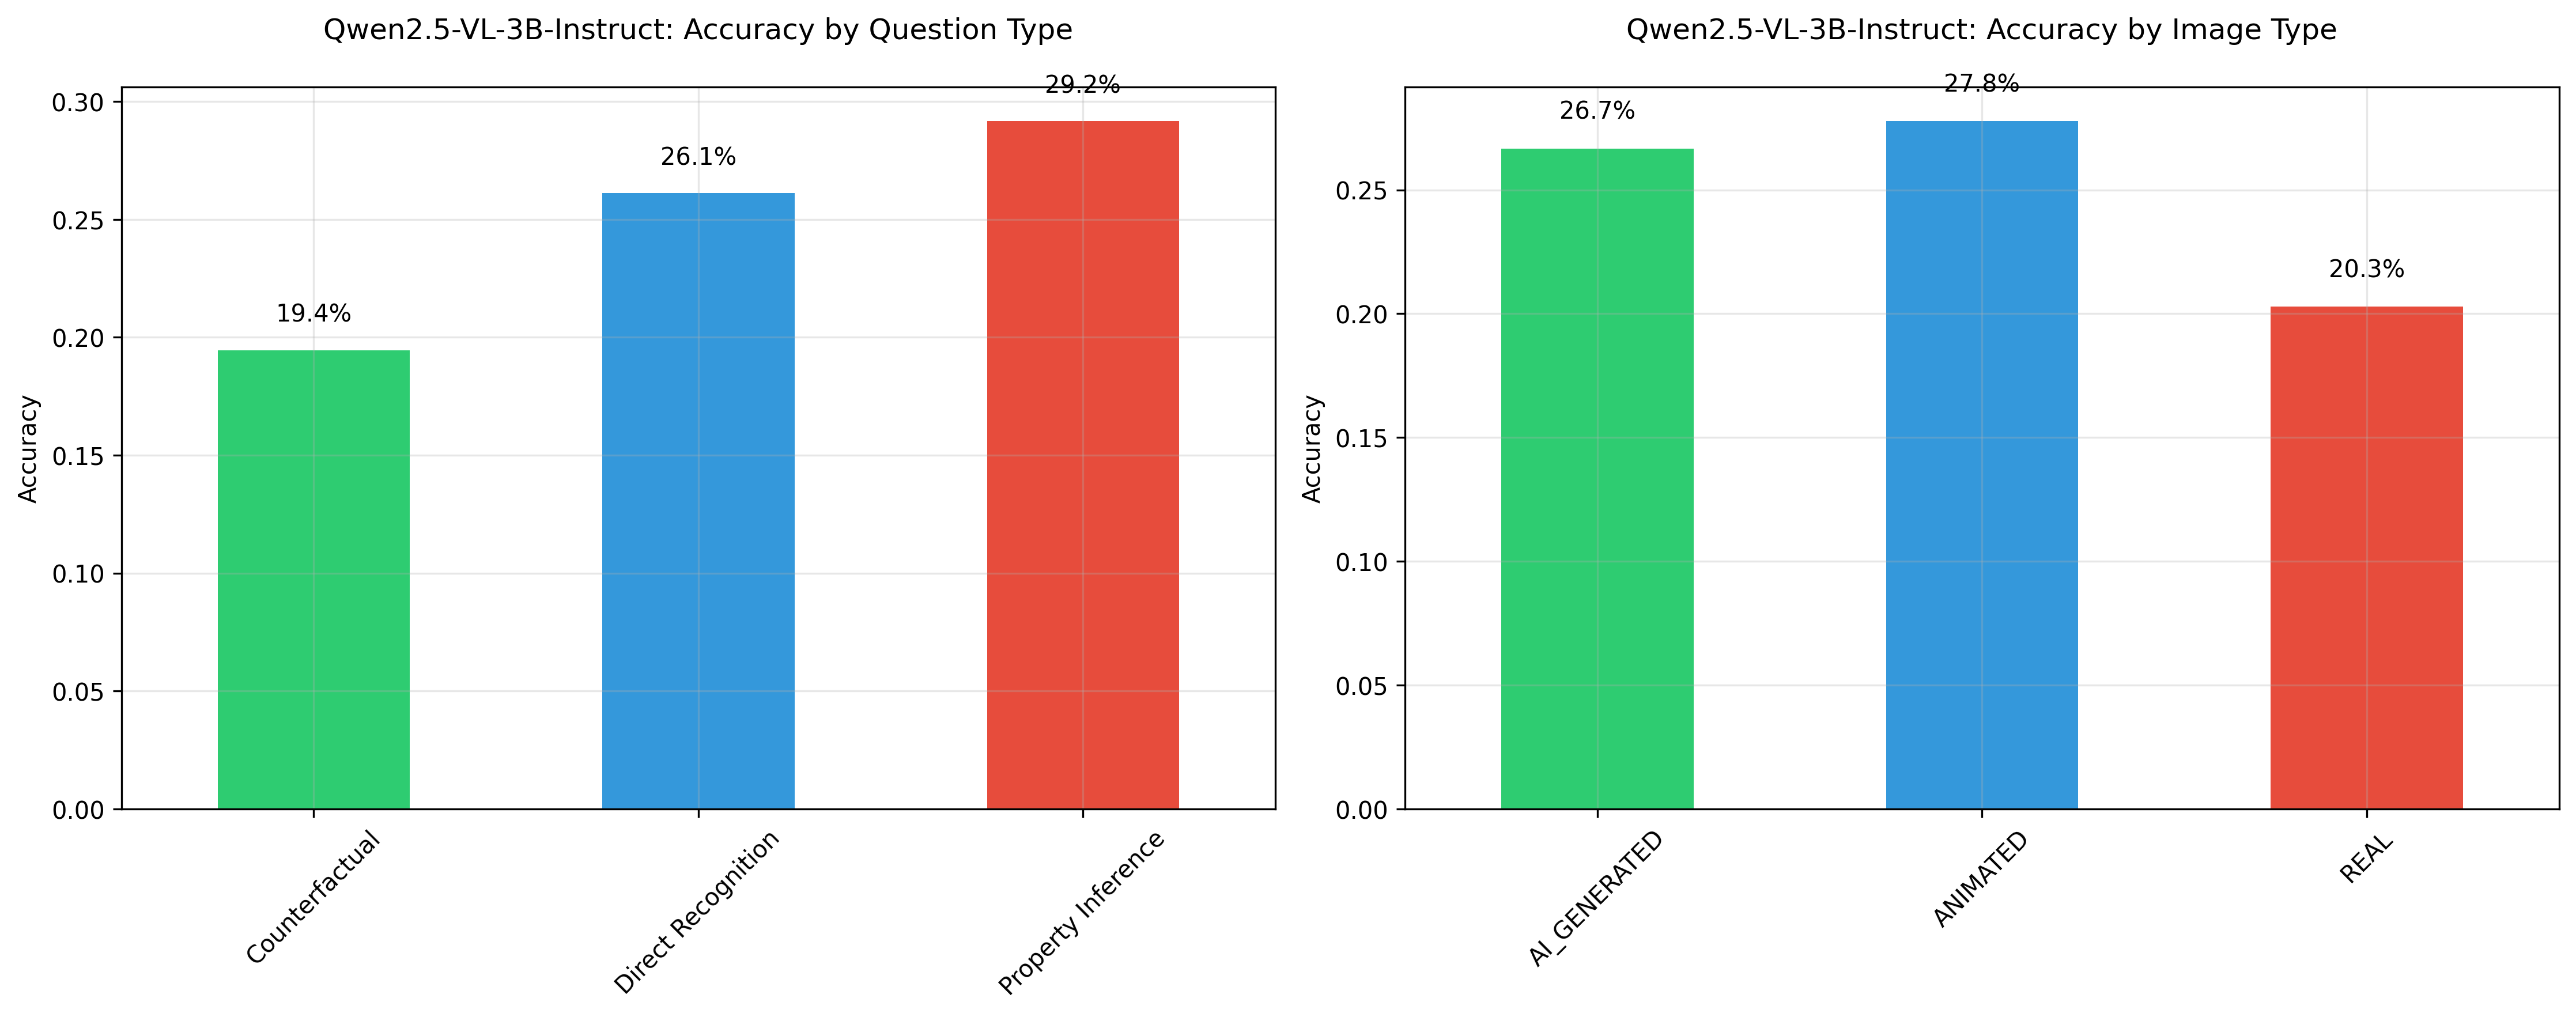 Qwen2.5-VL-3B-Instruct: Accuracy by Question Type
29.2%
26.1%
19.4%
0.30
0.25
0.20
0.15
0.10
0.05
0.00
Accuracy
Counterfactual
Direct Recognition
Property Inference
Qwen2.5-VL-3B-Instruct: Accuracy by Image Type
26.7%
27.8%
20.3%
0.25
0.20
0.15
0.10
0.05
0.00
Accuracy
AI_GENERATED
ANIMATED
REAL